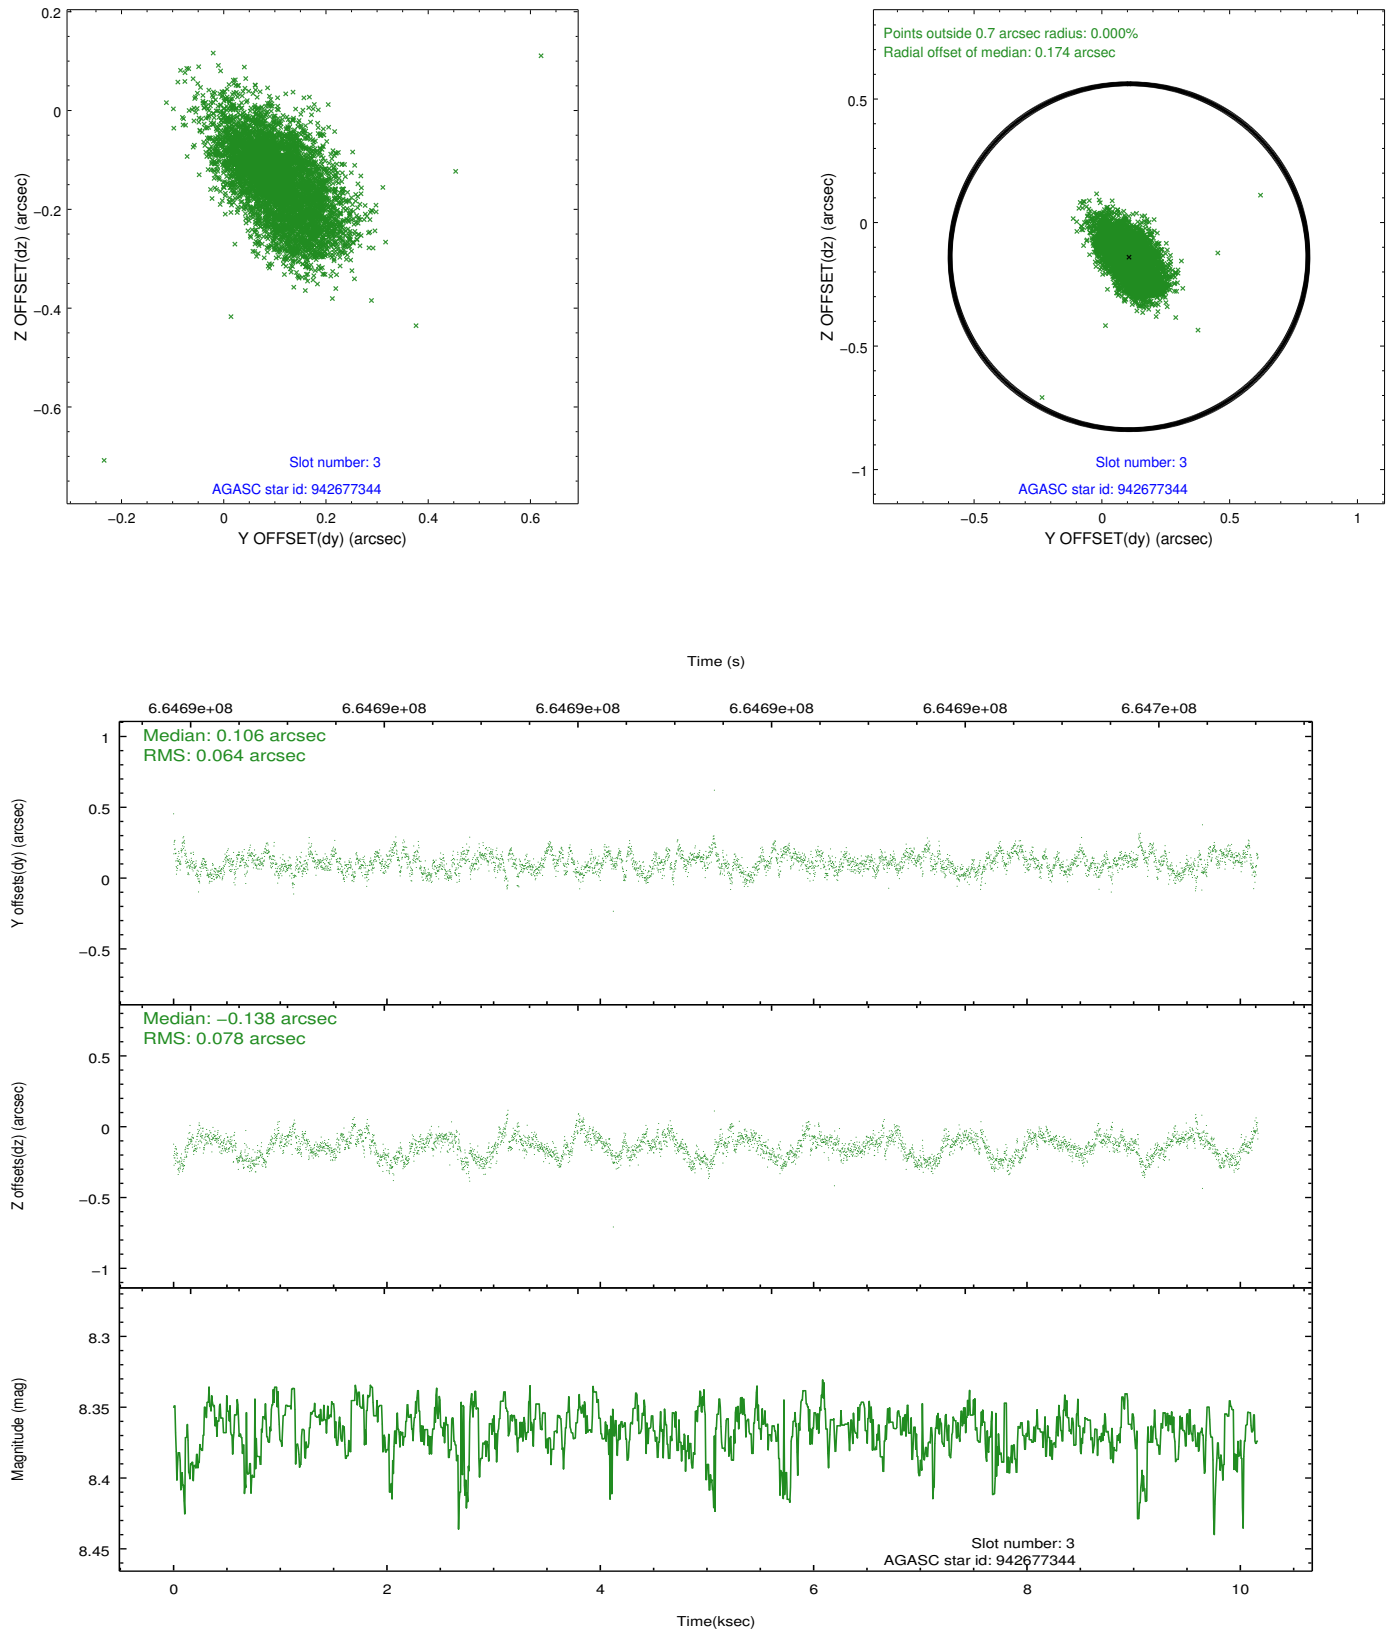 0.2
0
−0.2
−0.4
−0.6
Z OFFSET(dz) (arcsec)
Slot number: 3
AGASC star id: 942677344
−0.2
0
0.2
0.4
0.6
Y OFFSET(dy) (arcsec)
Points outside 0.7 arcsec radius: 0.000%
Radial offset of median: 0.174 arcsec
0.5
0
−0.5
−1
Z OFFSET(dz) (arcsec)
Slot number: 3
AGASC star id: 942677344
−0.5
0
0.5
1
Y OFFSET(dy) (arcsec)
Time (s)
6.6469e+08
6.6469e+08
6.6469e+08
6.6469e+08
6.6469e+08
6.647e+08
Median: 0.106 arcsec
RMS: 0.064 arcsec
1
0.5
0
−0.5
Y offsets(dy) (arcsec)
Median: −0.138 arcsec
RMS: 0.078 arcsec
0.5
0
−0.5
−1
Z offsets(dz) (arcsec)
8.3
8.35
8.4
8.45
Magnitude (mag)
Slot number: 3
AGASC star id: 942677344
0
2
4
6
8
10
Time(ksec)